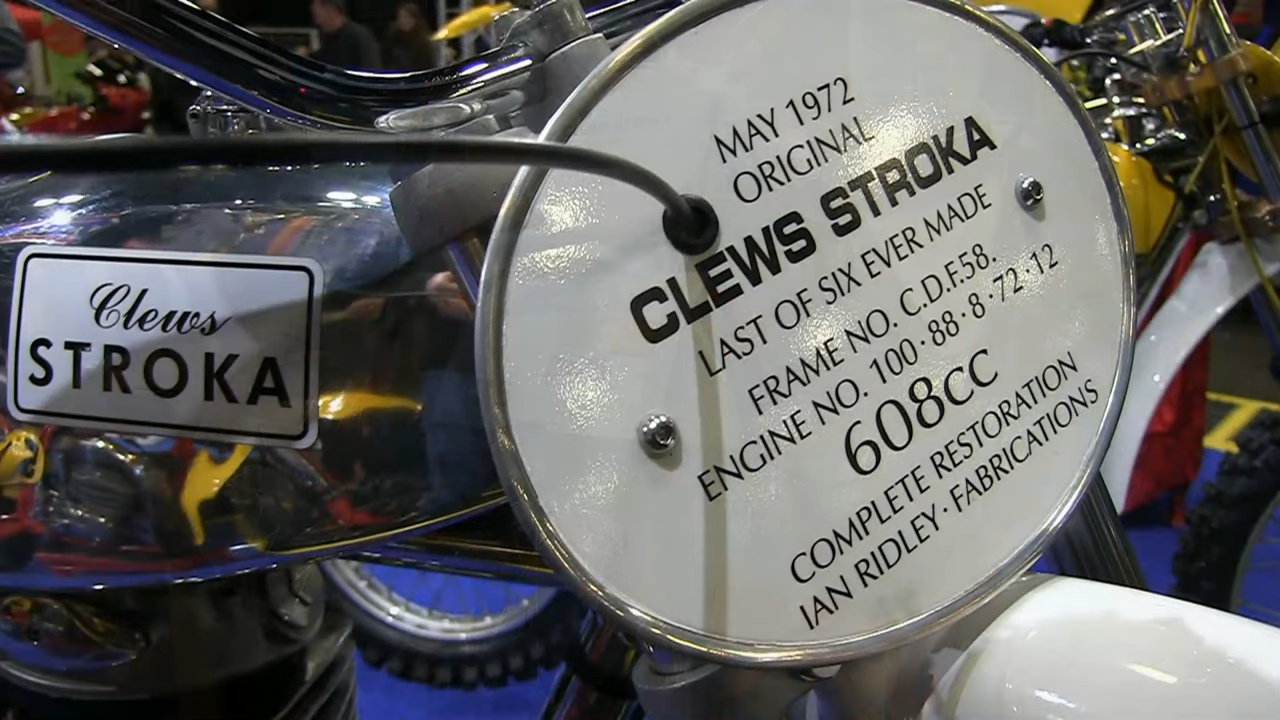 Clews
STROKA
MAY 1972
ORIGINAL
CLEWS STROKA
LAST OF SIX EVER MADE
FRAME NO. C.D.F.58.
ENGINE NO. 100·88·8·72·12
608cc
COMPLETE RESTORATION
IAN RIDLEY·FABRICATIONS